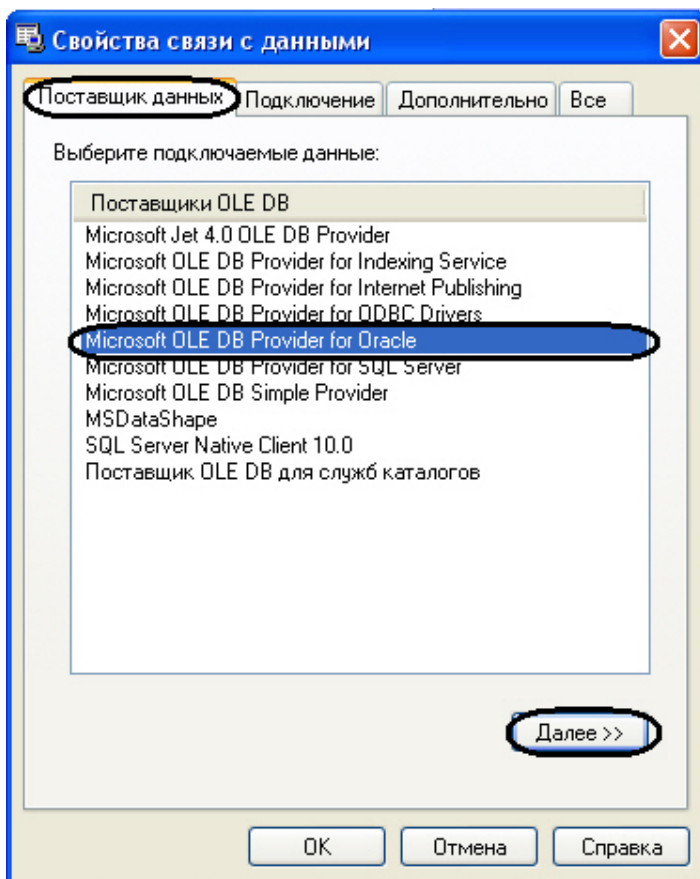 Свойства связи с данными
Поставщик данных Подключение Дополнительно Все
Выберите подключаемые данные:
Поставщики OLE DB
Microsoft Jet 4.0 OLE DB Provider
Microsoft OLE DB Provider for Indexing Service
Microsoft OLE DB Provider for Internet Publishing
Microsoft OLE DB Provider for ODBC Drivers
Microsoft OLE DB Provider for Oracle
Microsoft OLE DB Provider for SQL Server
Microsoft OLE DB Simple Provider
MSDataShape
SQL Server Native Client 10.0
Поставщик OLE DB для служб каталогов
Далее >>
OK Отмена Справка